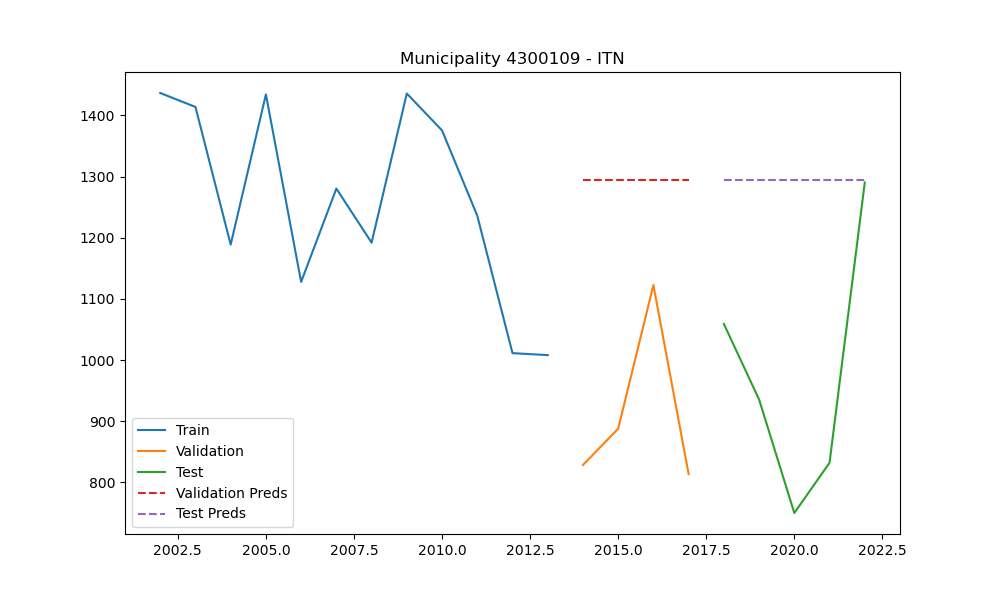 Municipality 4300109 - ITN
1400
1300
1200
1100
1000
900
800
Train
Validation
Test
Validation Preds
Test Preds
2002.5 2005.0 2007.5 2010.0 2012.5 2015.0 2017.5 2020.0 2022.5